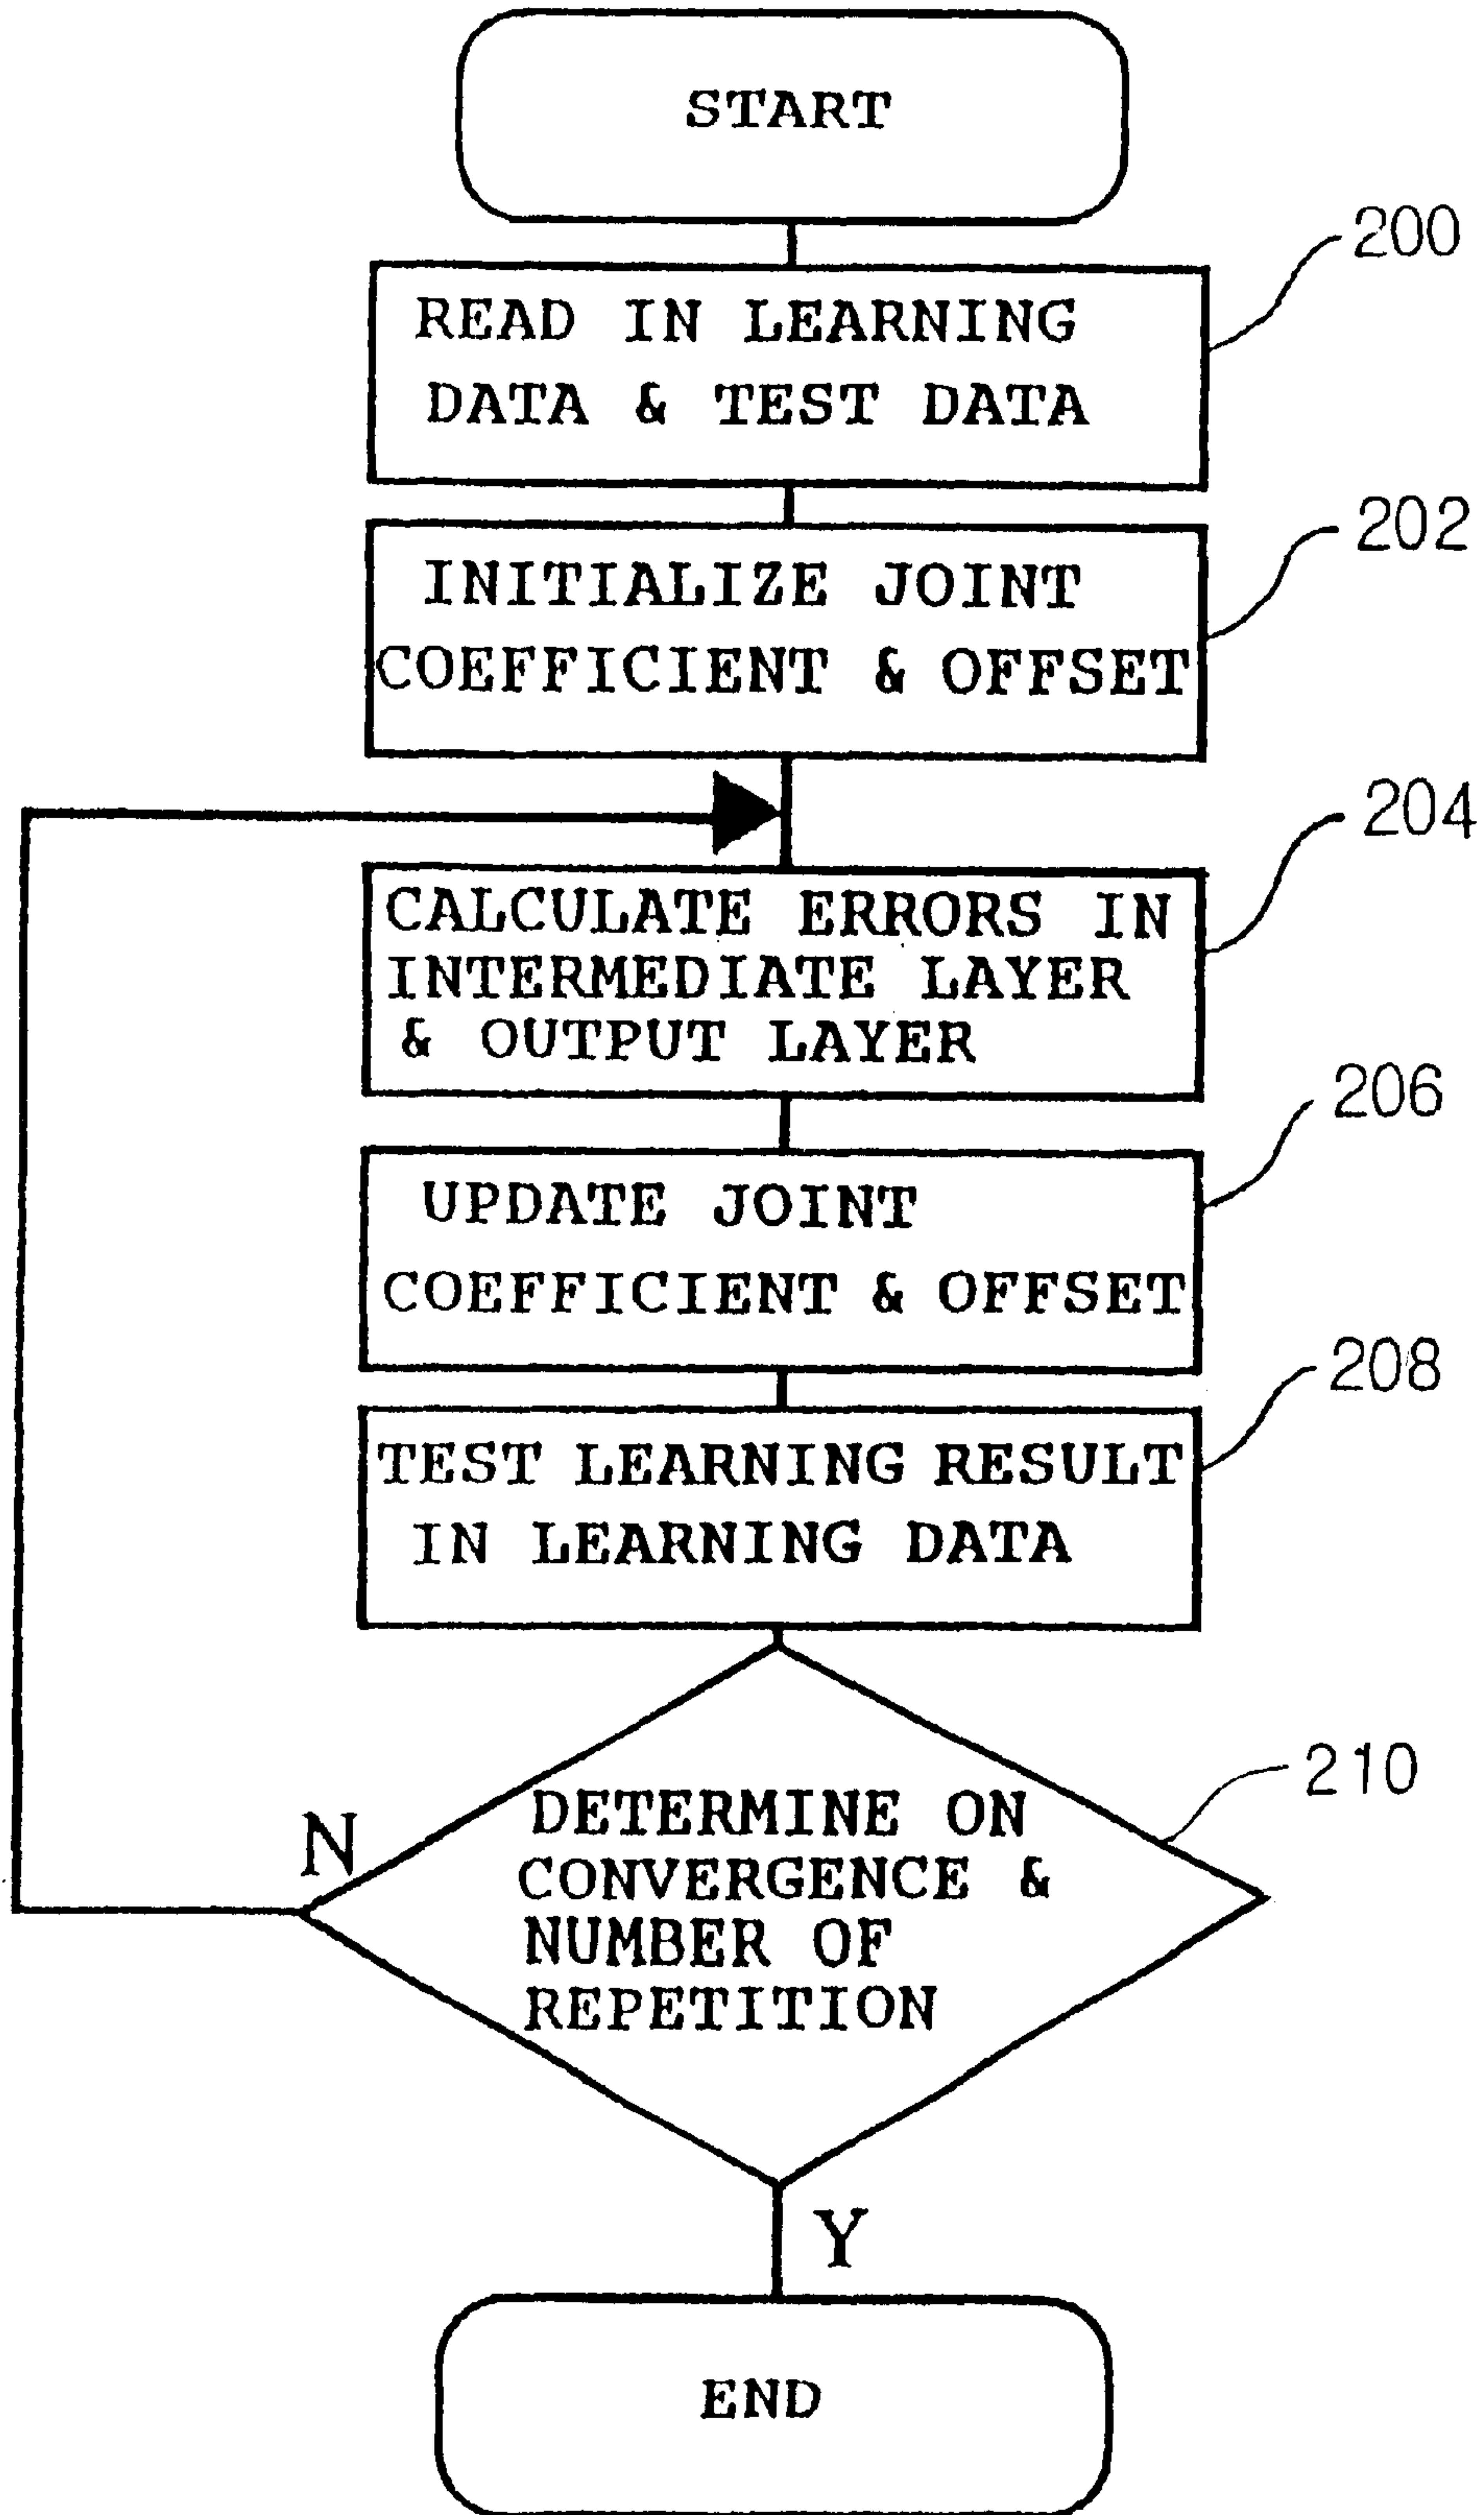 START
200
READ IN LEARNING
DATA & TEST DATA
202
INITIALIZE JOINT
COEFFICIENT & OFFSET
204
CALCULATE ERRORS IN
INTERMEDIATE LAYER
& OUTPUT LAYER
206
UPDATE JOINT
COEFFICIENT & OFFSET
208
TEST LEARNING RESULT
IN LEARNING DATA
210
N
DETERMINE ON
CONVERGENCE &
NUMBER OF
REPETITION
Y
END